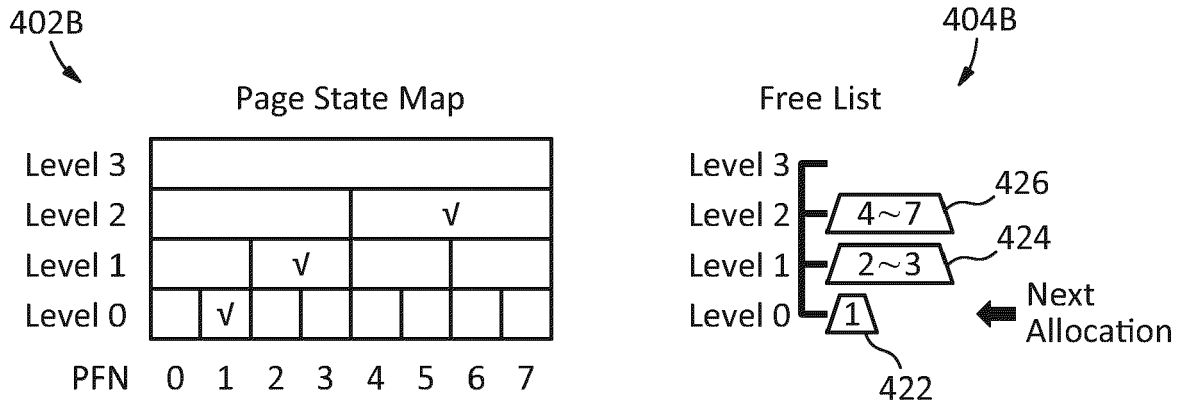 402B
404B
Page State Map
Free List
Level 3
Level 2 √
Level 1 √
Level 0 √
PFN 0 1 2 3 4 5 6 7
Level 3
Level 2 4~7 426
Level 1 2~3 424
Level 0 1 Next
Allocation
422